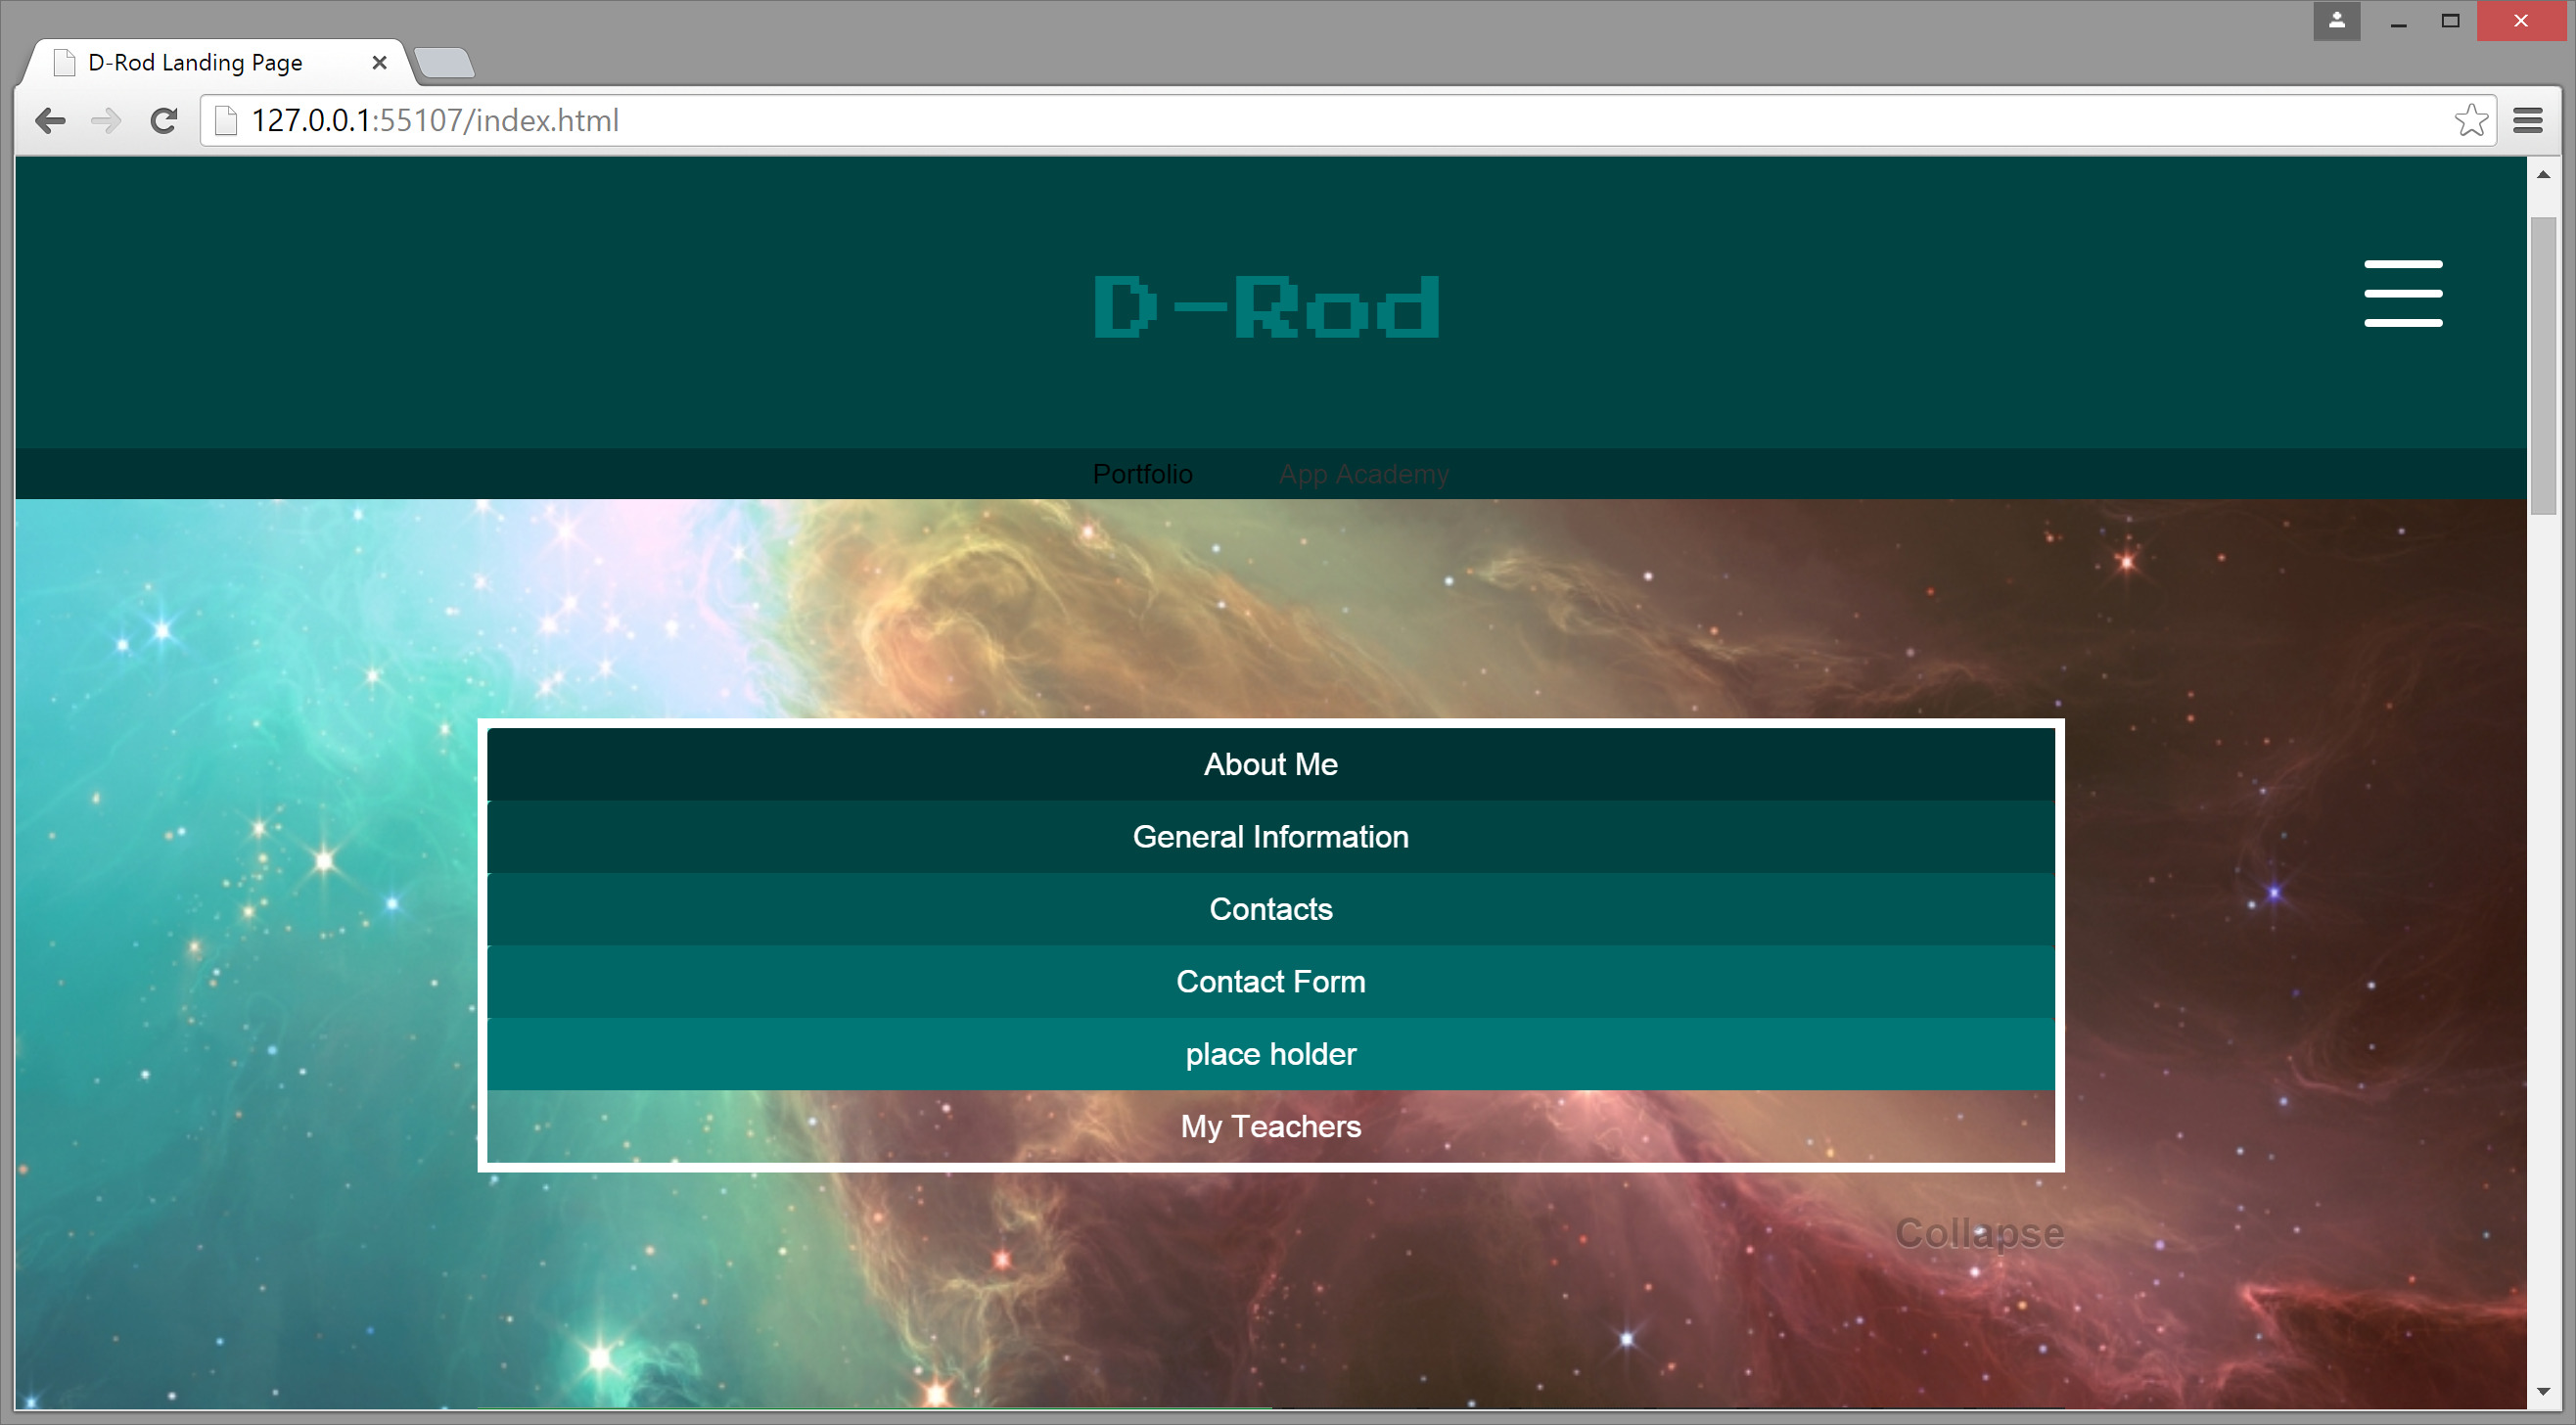 D-Rod Landing Page
127.0.0.1:55107/index.html
D-Rod
Portfolio App Academy
About Me
General Information
Contacts
Contact Form
place holder
My Teachers
Collapse